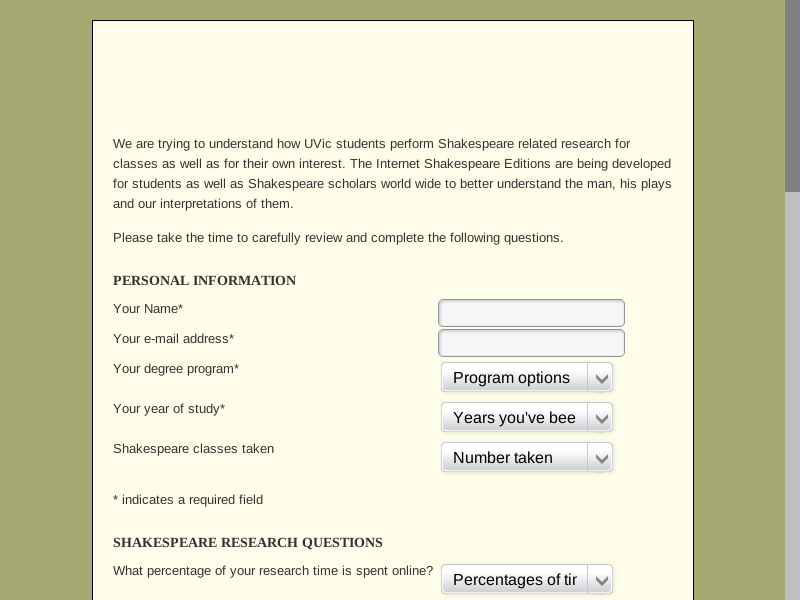 We are trying to understand how UVic students perform Shakespeare related research for
classes as well as for their own interest. The Internet Shakespeare Editions are being developed
for students as well as Shakespeare scholars world wide to better understand the man, his plays
and our interpretations of them.
Please take the time to carefully review and complete the following questions.
PERSONAL INFORMATION
Your Name*
Your e-mail address*
Your degree program* Program options
Your year of study* Years you've bee
Shakespeare classes taken Number taken
* indicates a required field
SHAKESPEARE RESEARCH QUESTIONS
What percentage of your research time is spent online? Percentages of tir